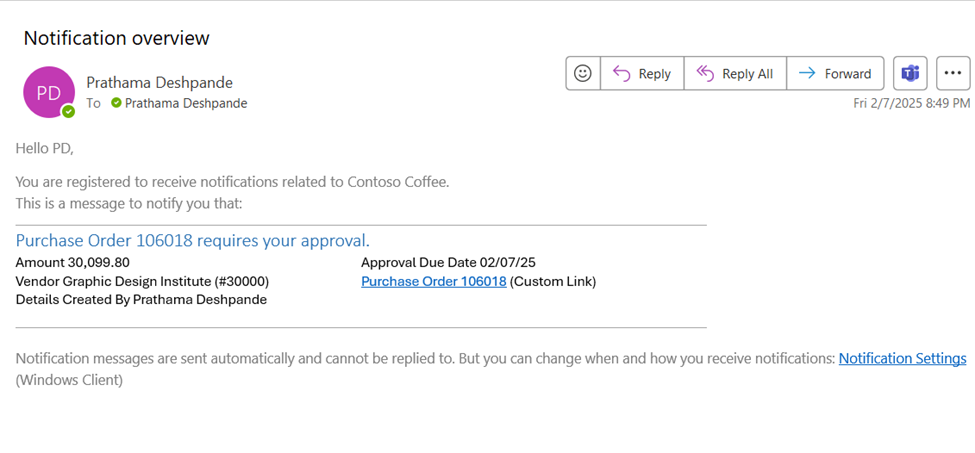 Notification overview
PD
Prathama Deshpande
To Prathama Deshpande
Reply
Reply All
Forward
Fri 2/7/2025 8:49 PM
Hello PD,
You are registered to receive notifications related to Contoso Coffee.
This is a message to notify you that:
Purchase Order 106018 requires your approval.
Amount 30,099.80 Approval Due Date 02/07/25
Vendor Graphic Design Institute (#30000) Purchase Order 106018 (Custom Link)
Details Created By Prathama Deshpande
Notification messages are sent automatically and cannot be replied to. But you can change when and how you receive notifications: Notification Settings
(Windows Client)